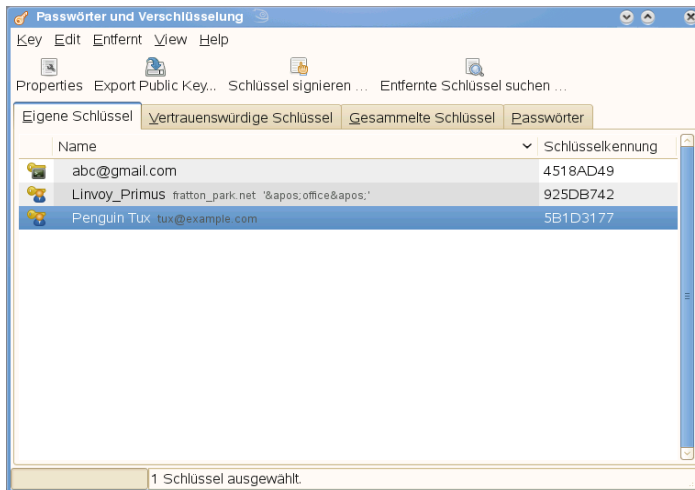 Passwörter und Verschlüsselung
Key Edit Entfernt View Help
Properties Export Public Key... Schlüssel signieren ... Entfernte Schlüssel suchen ...
Eigene Schlüssel Vertrauenswürdige Schlüssel Gesammelte Schlüssel Passwörter
Name Schlüsselkennung
abc@gmail.com 4518AD49
Linvoy_Primus fratton_park.net '&apos;office&apos;' 925DB742
Penguin Tux tux@example.com 5B1D3177
1 Schlüssel ausgewählt.